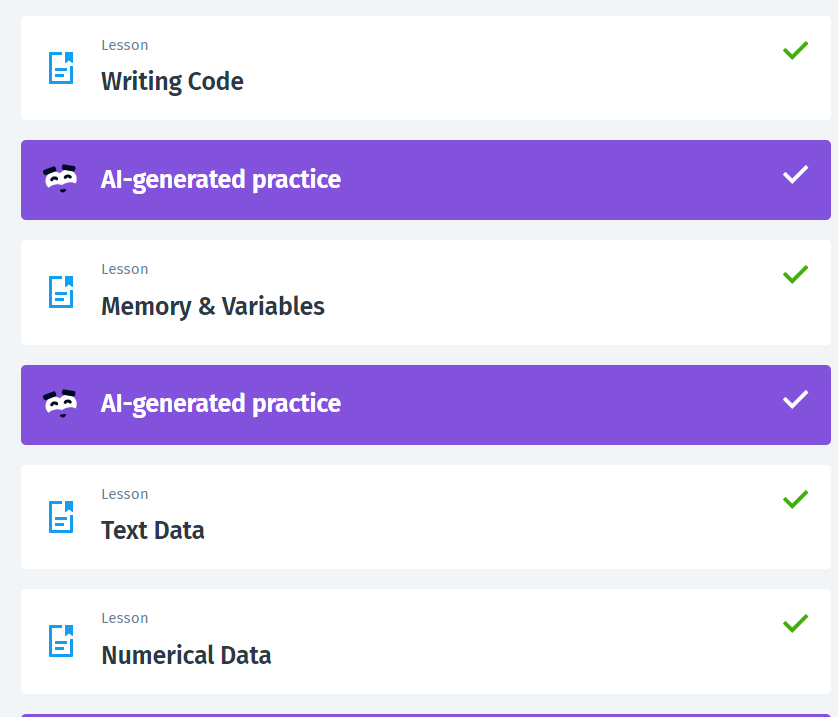 Lesson
Writing Code
AI-generated practice
Lesson
Memory & Variables
AI-generated practice
Lesson
Text Data
Lesson
Numerical Data